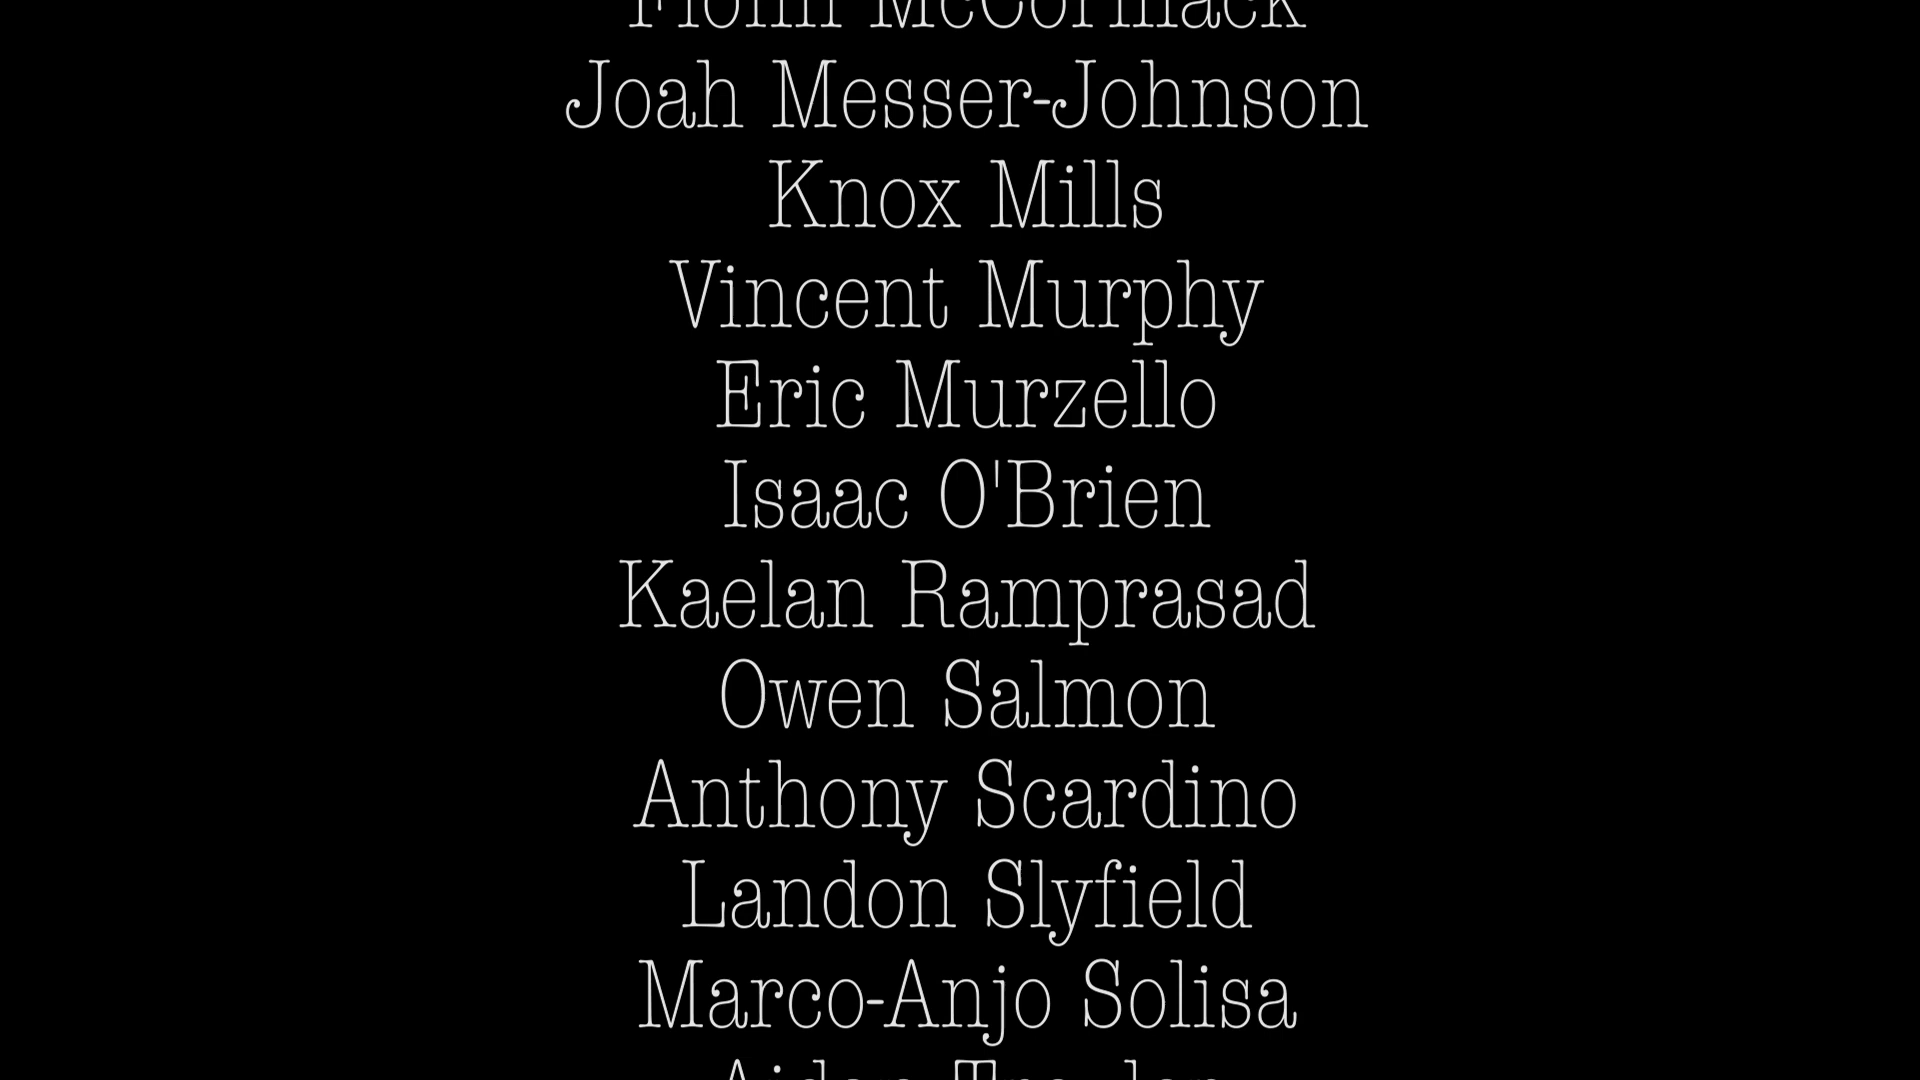 McCormack
Joah Messer-Johnson
Knox Mills
Vincent Murphy
Eric Murzello
Isaac O'Brien
Kaelan Ramprasad
Owen Salmon
Anthony Scardino
Landon Slyfield
Marco-Anjo Solisa